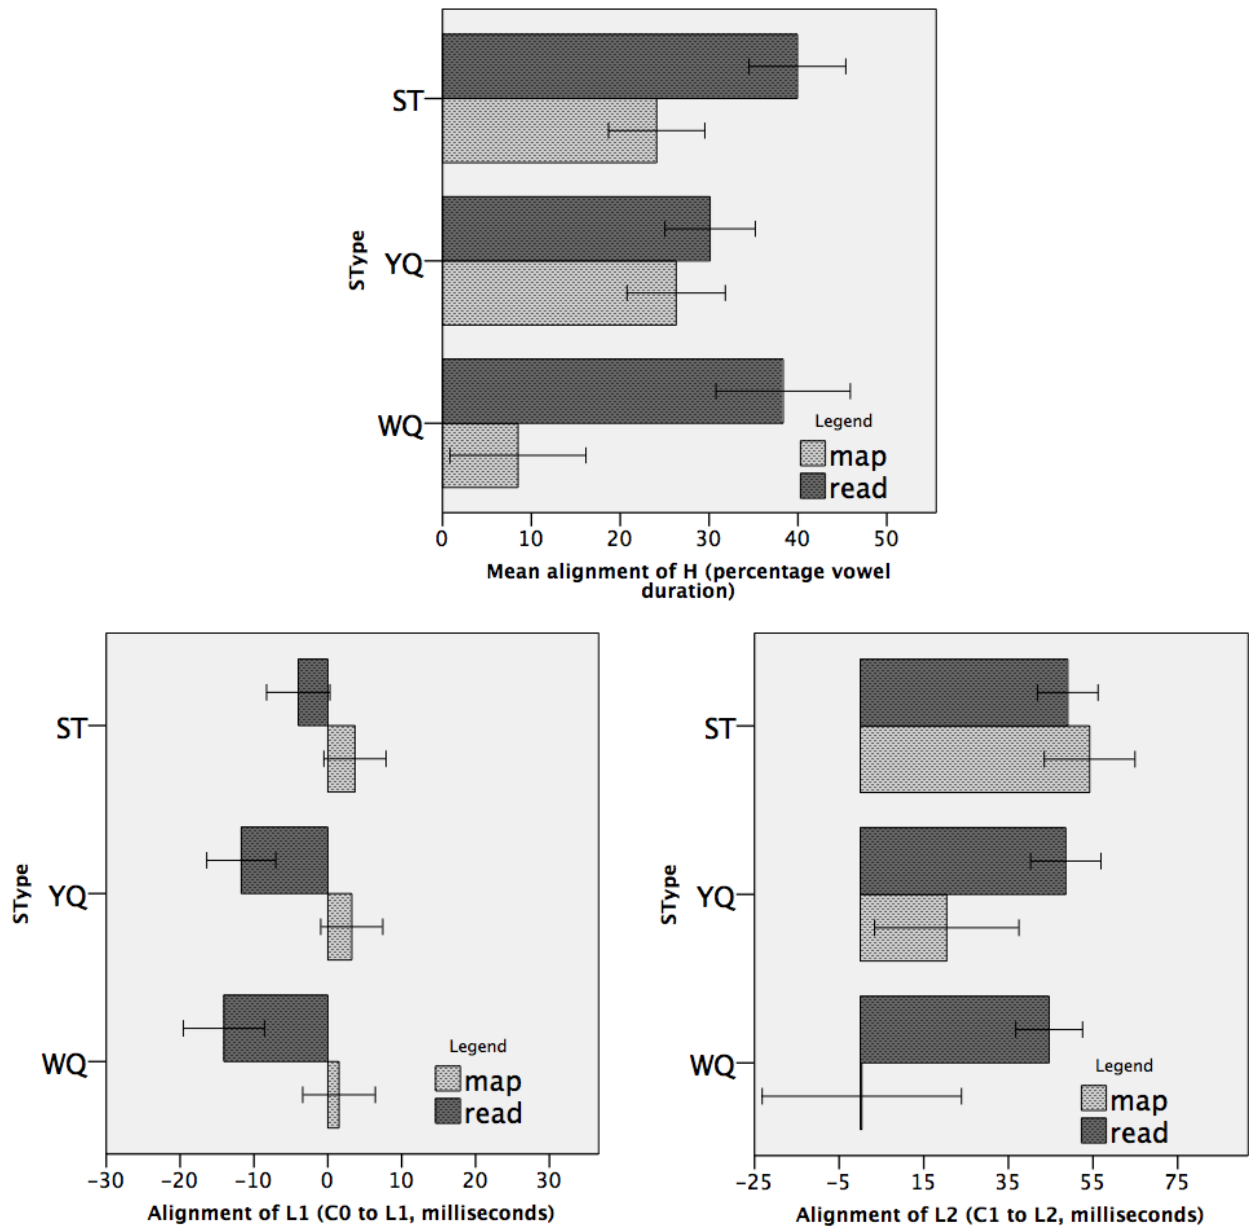 ST
YQ
WQ
SType
Legend
map
read
0 10 20 30 40 50
Mean alignment of H (percentage vowel
duration)
ST
YQ
WQ
SType
Legend
map
read
-30 -20 -10 0 10 20 30
Alignment of L1 (C0 to L1, milliseconds)
ST
YQ
WQ
SType
Legend
map
read
-25 -5 15 35 55 75
Alignment of L2 (C1 to L2, milliseconds)